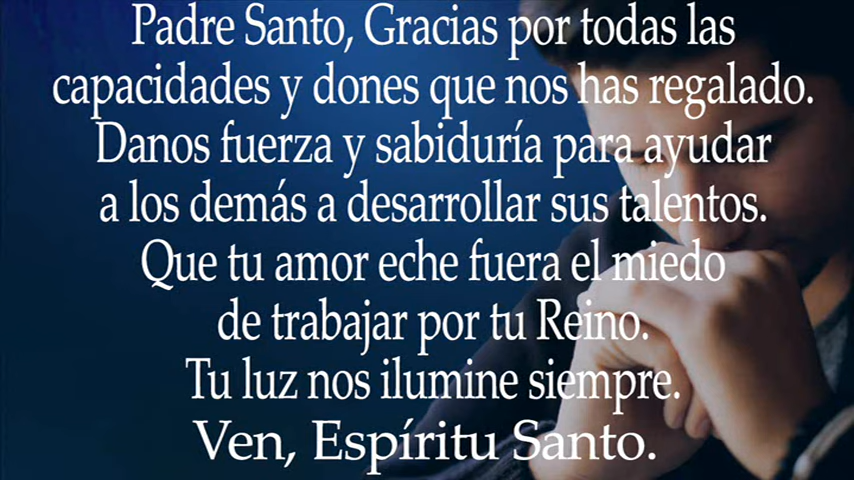 Padre Santo, Gracias por todas las
capacidades y dones que nos has regalado.
Danos fuerza y sabiduría para ayudar
a los demás a desarrollar sus talentos.
Que tu amor eche fuera el miedo
de trabajar por tu Reino.
Tu luz nos ilumine siempre.
Ven, Espíritu Santo.